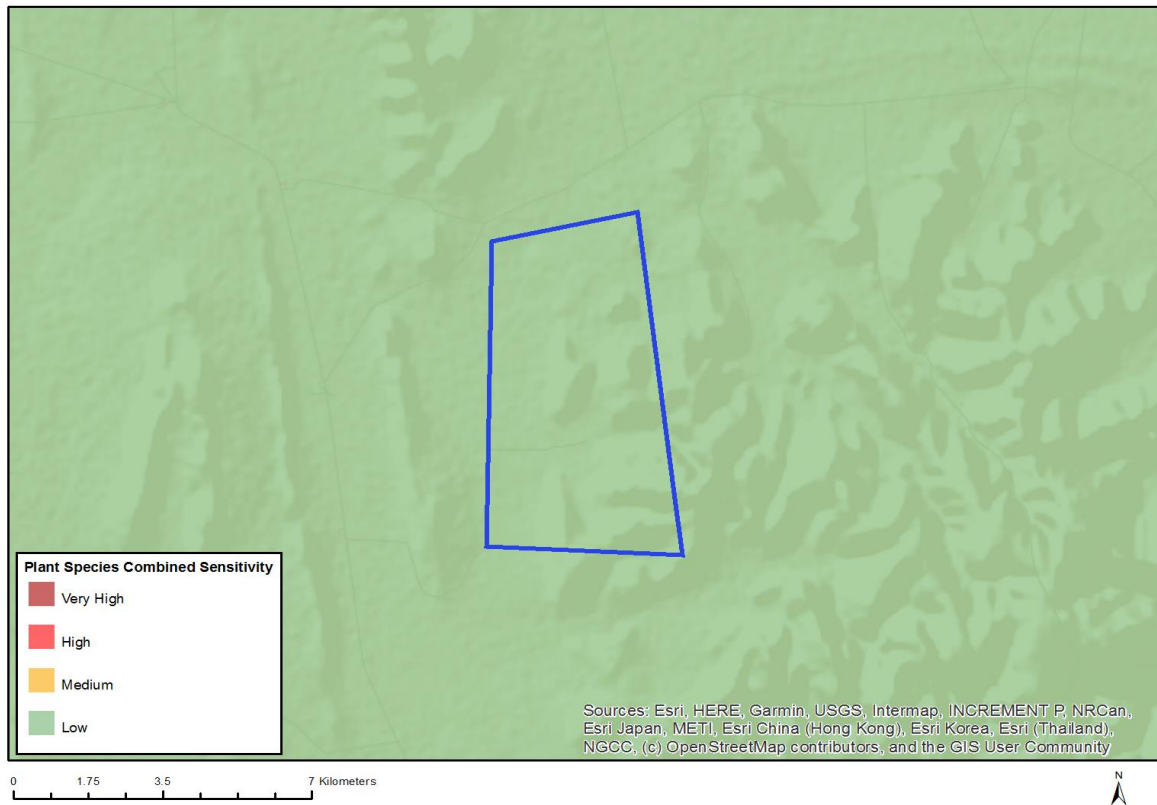 Plant Species Combined Sensitivity
Very High
High
Medium
Low
Sources: Esri, HERE, Garmin, USGS, Intermap, INCREMENT P, NRCan,
Esri Japan, METI, Esri China (Hong Kong), Esri Korea, Esri (Thailand),
NGCC, (c) OpenStreetMap contributors, and the GIS User Community
0 1.75 3.5 7 Kilometers
N